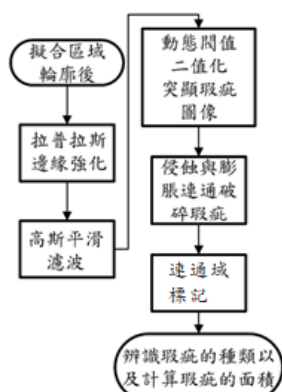 擬合區域
輪廓後
拉普拉斯
邊緣強化
高斯平滑
濾波
動態閥值
二值化
突顯瑕疵
圖像
侵蝕與膨
脹連通破
碎瑕疵
連通域
標記
辨識瑕疵的種類以
及計算瑕疵的面積